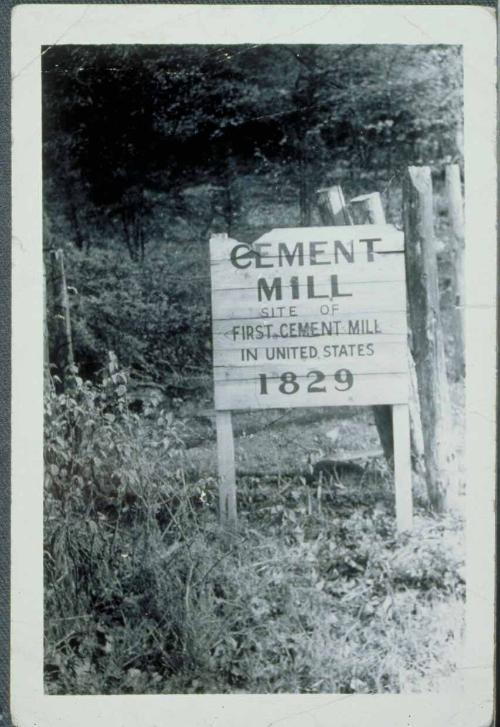 CEMENT
MILL
SITE OF
FIRST CEMENT MILL
IN UNITED STATES
1829